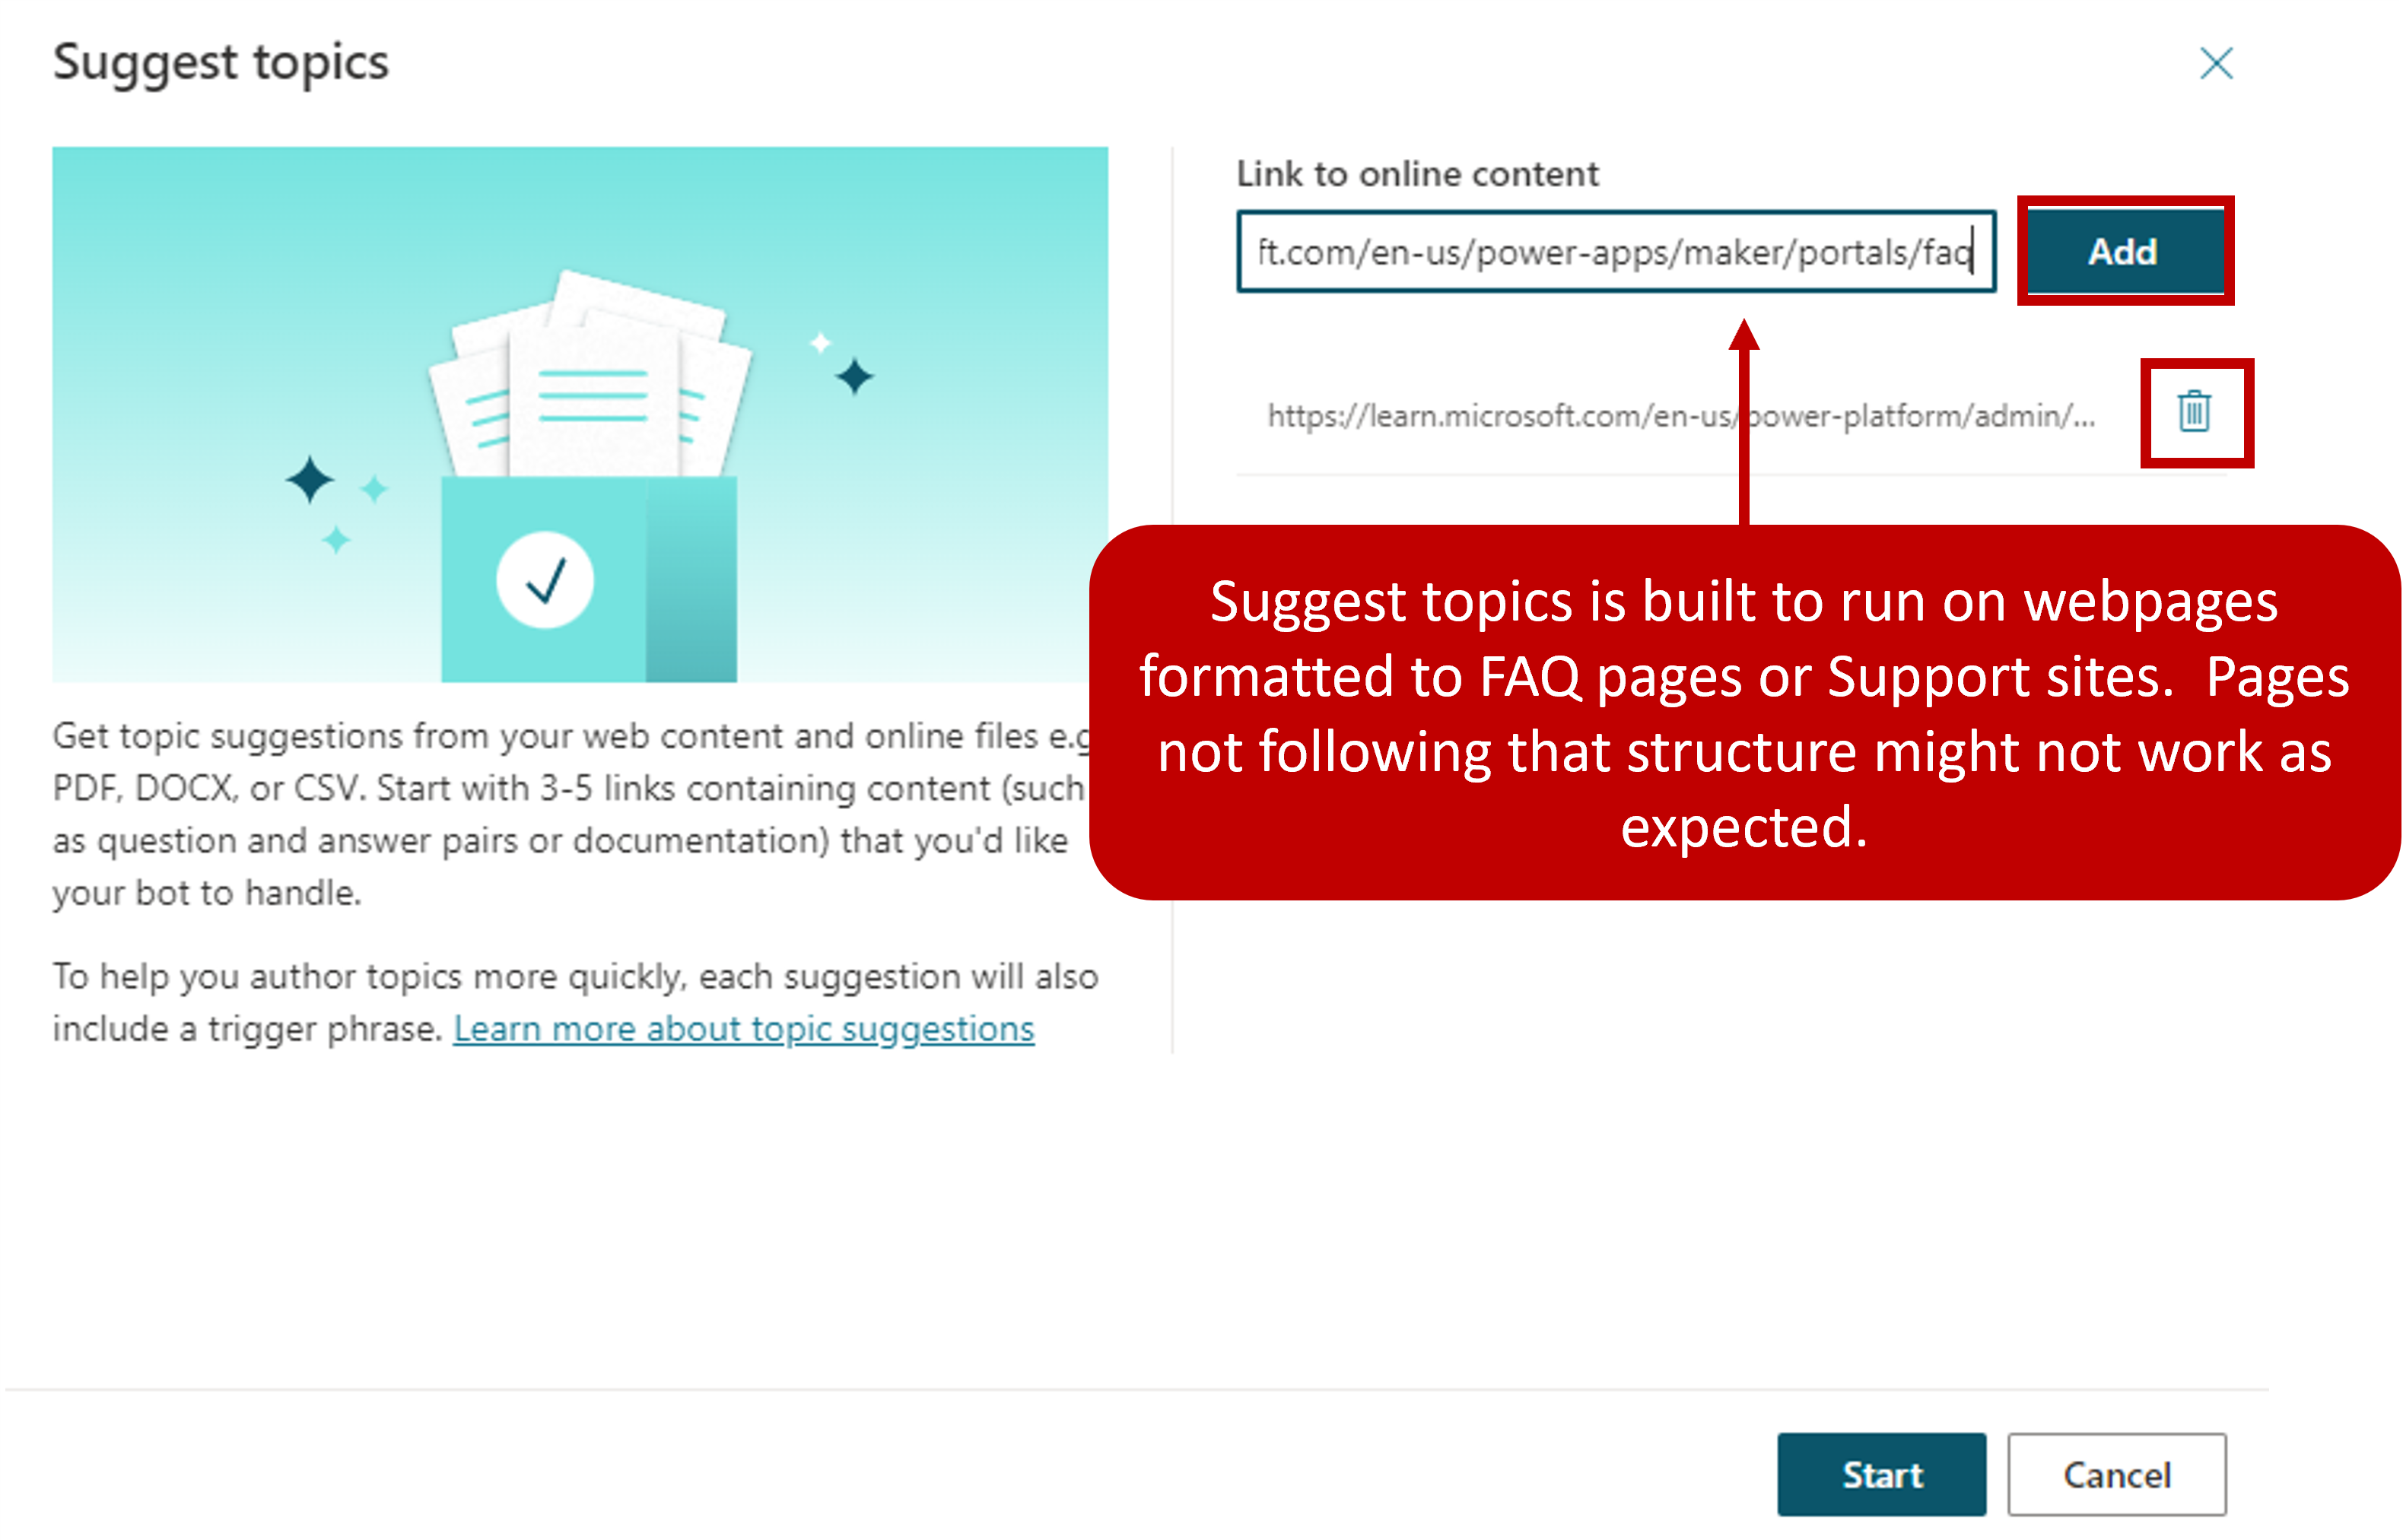 Suggest topics
Link to online content
ft.com/en-us/power-apps/maker/portals/faq
Add
https://learn.microsoft.com/en-us/power-platform/admin/...
Suggest topics is built to run on webpages
formatted to FAQ pages or Support sites.  Pages
not following that structure might not work as
expected.
Get topic suggestions from your web content and online files e.g
PDF, DOCX, or CSV. Start with 3-5 links containing content (such
as question and answer pairs or documentation) that you'd like
your bot to handle.
To help you author topics more quickly, each suggestion will also
include a trigger phrase. Learn more about topic suggestions
Start
Cancel